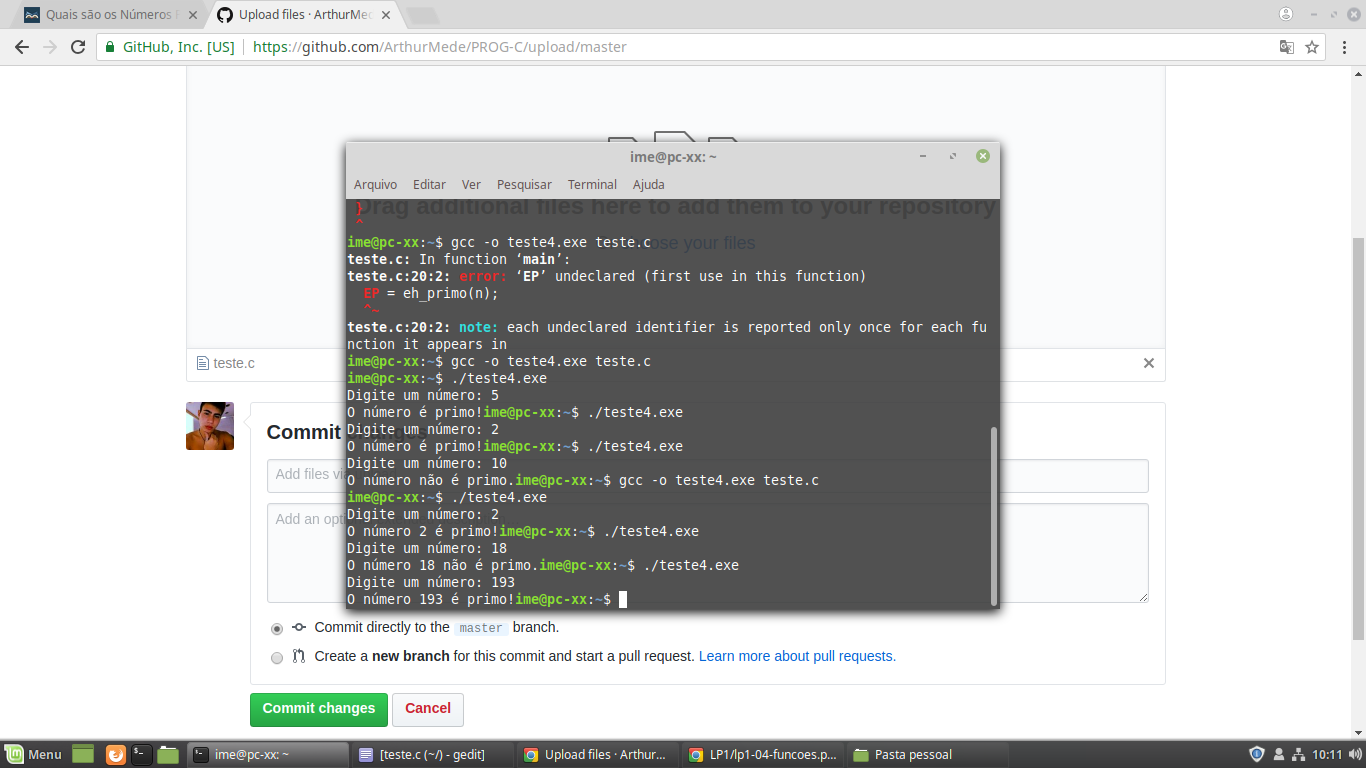 Quais são os Números
Upload files · ArthurMed
GitHub, Inc. [US]
https://github.com/ArthurMede/PROG-C/upload/master
ime@pc-xx: ~
Arquivo Editar Ver Pesquisar Terminal Ajuda
Drag additional files here to add them to your repository
}
^
ime@pc-xx:~$ gcc -o teste4.exe teste.c
your files
teste.c: In function ‘main’:
teste.c:20:2: error: ‘EP’ undeclared (first use in this function)
EP = eh_primo(n);
^~
teste.c:20:2: note: each undeclared identifier is reported only once for each fu
nction it appears in
ime@pc-xx:~$ gcc -o teste4.exe teste.c
ime@pc-xx:~$ ./teste4.exe
Digite um número: 5
O número é primo!ime@pc-xx:~$ ./teste4.exe
Digite um número: 2
O número é primo!ime@pc-xx:~$ ./teste4.exe
Digite um número: 10
O número não é primo.ime@pc-xx:~$ gcc -o teste4.exe teste.c
ime@pc-xx:~$ ./teste4.exe
Digite um número: 2
O número 2 é primo!ime@pc-xx:~$ ./teste4.exe
Digite um número: 18
O número 18 não é primo.ime@pc-xx:~$ ./teste4.exe
Digite um número: 193
O número 193 é primo!ime@pc-xx:~$
teste.c
Commit changes
Add files vi
Add an opti
Commit directly to the master branch.
Create a new branch for this commit and start a pull request. Learn more about pull requests.
Commit changes
Cancel
Menu
ime@pc-xx: ~
[teste.c (~/) - gedit]
Upload files · Arthur...
LP1/lp1-04-funcoes.p...
Pasta pessoal
10:11